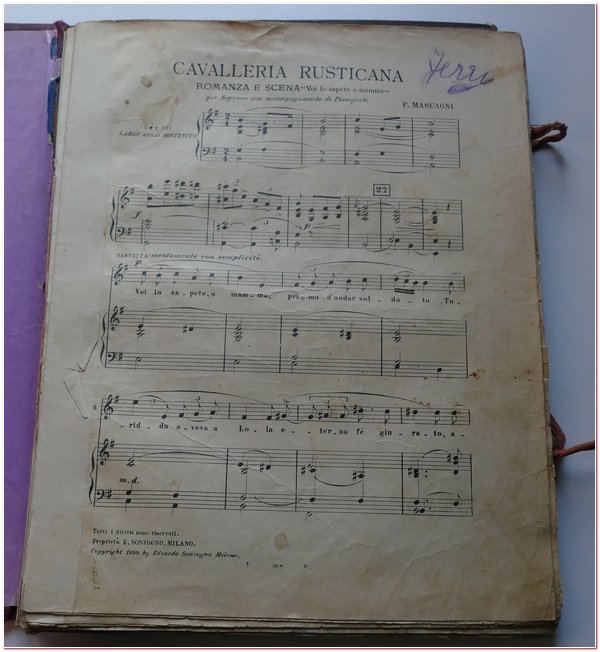 CAVALLERIA RUSTICANA
ROMANZA E SCENA "Voi lo sapete o mamma"
per Soprano con accompagnamento di Pianoforte
P. MASCAGNI
LARGO ASSAI SOSTENUTO
27
f
p
SANTUZZA mestamente con semplicità,
p
Voi lo sa-pete, o mam-ma, pri-ma d'andar sol-da-to Tu-
S
-rid-du a-ve-va a Lo-la e-ter-na fè giu-ra-to, a-
m.d.
Tutti i diritti sono riservati.
Proprietà E. SONZOGNO, MILANO.
Copyright 1890 by Edoardo Sonzogno Milano.